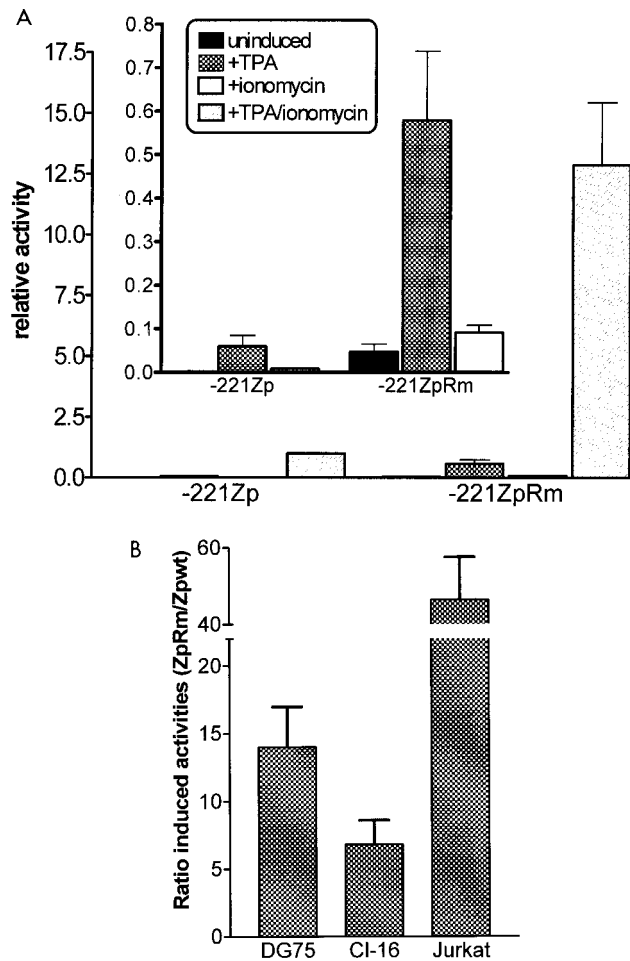 A
relative activity
17.5
15.0
12.5
10.0
7.5
5.0
2.5
0.0
0.8
0.7
0.6
0.5
0.4
0.3
0.2
0.1
0.0
uninduced
+TPA
+ionomycin
+TPA/ionomycin
-221Zp -221ZpRm
-221Zp -221ZpRm
B
Ratio induced activities (ZpRm/Zpwt)
60
40
20
15
10
5
0
DG75 CI-16 Jurkat